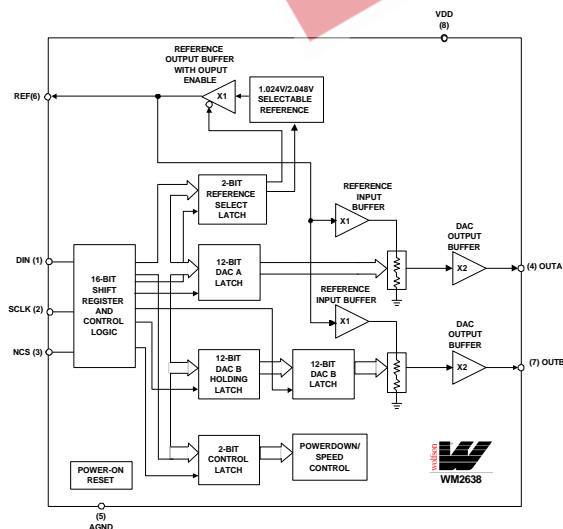 VDD
(8)
REFERENCE
OUTPUT BUFFER
WITH OUPUT
ENABLE
X1
1.024V/2.048V
SELECTABLE
REFERENCE
REF(6)
2-BIT
REFERENCE
SELECT
LATCH
REFERENCE
INPUT
BUFFER
X1
DAC
OUTPUT
BUFFER
DIN (1)
16-BIT
SHIFT
REGISTER
AND
CONTROL
LOGIC
12-BIT
DAC A
LATCH
X2
(4) OUTA
SCLK (2)
REFERENCE
INPUT BUFFER
X1
DAC
OUTPUT
BUFFER
NCS (3)
12-BIT
DAC B
HOLDING
LATCH
12-BIT
DAC B
LATCH
X2
(7) OUTB
2-BIT
CONTROL
LATCH
POWERDOWN/
SPEED
CONTROL
POWER-ON
RESET
wolfson
WM2638
(5)
AGND